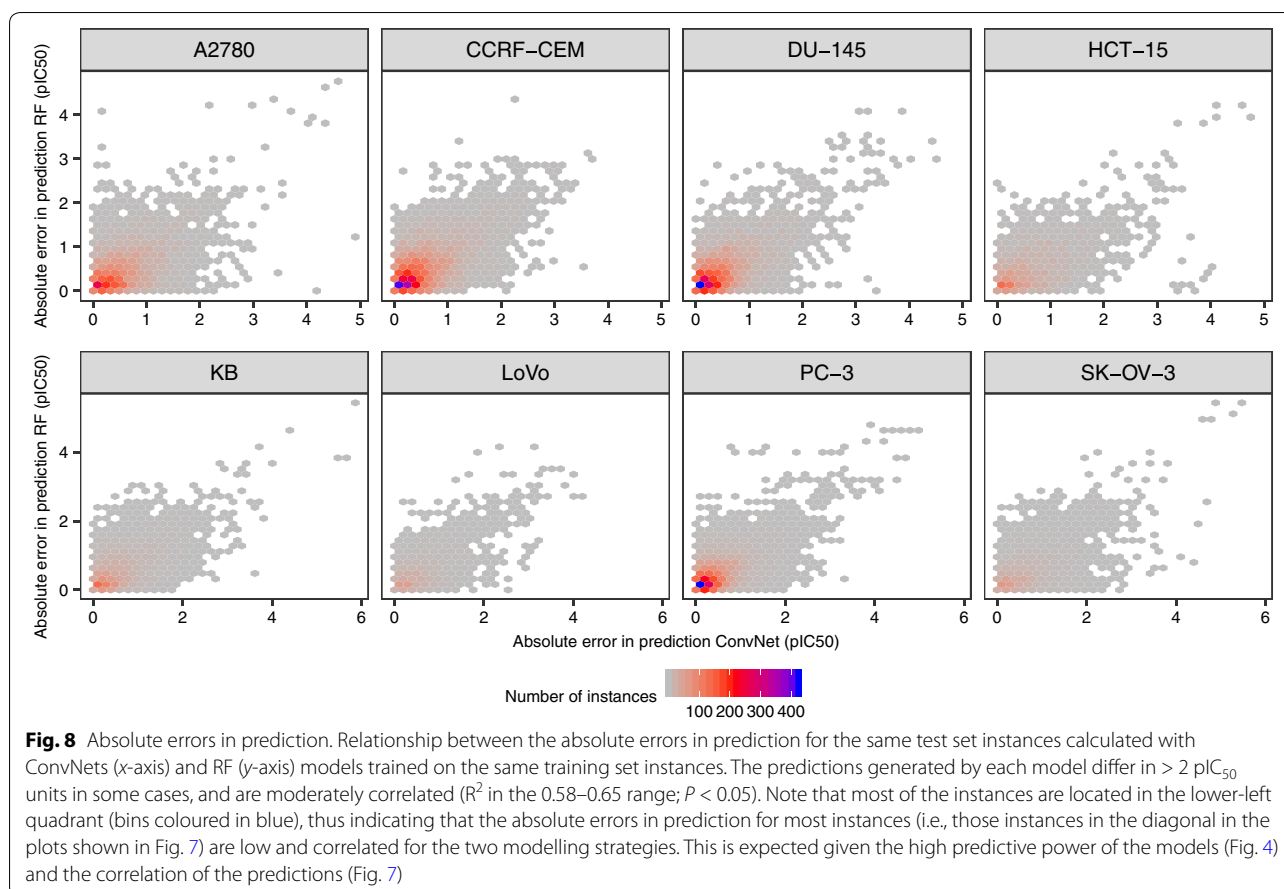 A2780 CCRF−CEM DU−145 HCT−15
Absolute error in prediction RF (pIC50)
4
3
2
1
0
0 1 2 3 4 5 0 1 2 3 4 5 0 1 2 3 4 5 0 1 2 3 4 5
KB LoVo PC−3 SK−OV−3
Absolute error in prediction RF (pIC50)
4
2
0
0 2 4 6 0 2 4 6 0 2 4 6 0 2 4 6
Absolute error in prediction ConvNet (pIC50)
Number of instances
100 200 300 400
Fig. 8 Absolute errors in prediction. Relationship between the absolute errors in prediction for the same test set instances calculated with
ConvNets (x-axis) and RF (y-axis) models trained on the same training set instances. The predictions generated by each model differ in > 2 pIC50
units in some cases, and are moderately correlated (R² in the 0.58–0.65 range; P < 0.05). Note that most of the instances are located in the lower-left
quadrant (bins coloured in blue), thus indicating that the absolute errors in prediction for most instances (i.e., those instances in the diagonal in the
plots shown in Fig. 7) are low and correlated for the two modelling strategies. This is expected given the high predictive power of the models (Fig. 4)
and the correlation of the predictions (Fig. 7)